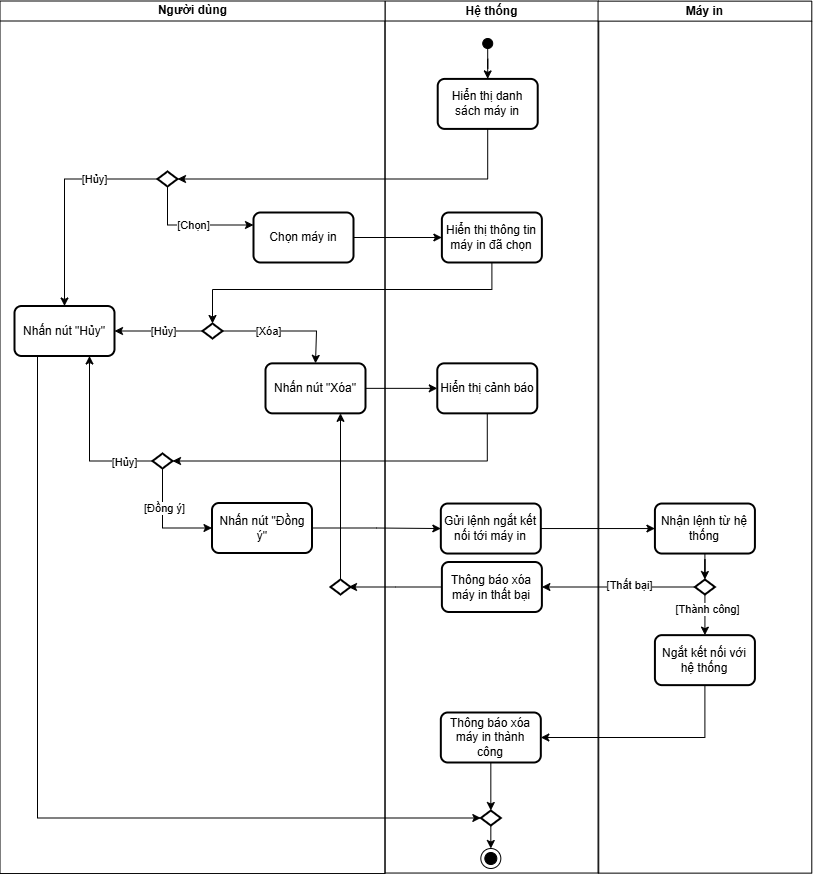 Người dùng
Hệ thống
Máy in
Hiển thị danh
sách máy in
[Hủy]
[Chọn]
Chọn máy in
Hiển thị thông tin
máy in đã chọn
Nhấn nút "Hủy"
[Hủy]
[Xóa]
Nhấn nút "Xóa"
Hiển thị cảnh báo
[Hủy]
[Đồng ý]
Nhấn nút "Đồng
ý"
Gửi lệnh ngắt kết
nối tới máy in
Nhận lệnh từ hệ
thống
Thông báo xóa
máy in thất bại
[Thất bại]
[Thành công]
Ngắt kết nối với
hệ thống
Thông báo xóa
máy in thành
công